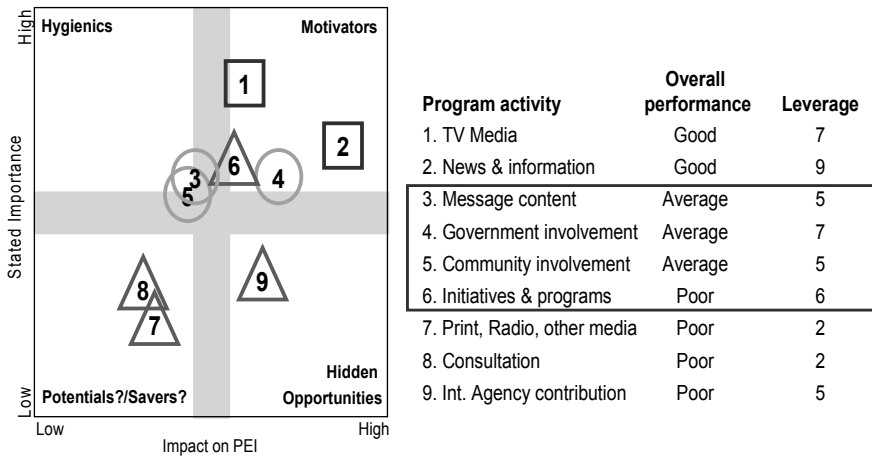 High
Hygienics
Motivators
1
2
6
3
4
5
9
8
7
Hidden
Potentials?/Savers?
Opportunities
Stated Importance
Low
Low
High
Impact on PEI
Overall
Program activity performance Leverage
1. TV Media Good 7
2. News & information Good 9
3. Message content Average 5
4. Government involvement Average 7
5. Community involvement Average 5
6. Initiatives & programs Poor 6
7. Print, Radio, other media Poor 2
8. Consultation Poor 2
9. Int. Agency contribution Poor 5